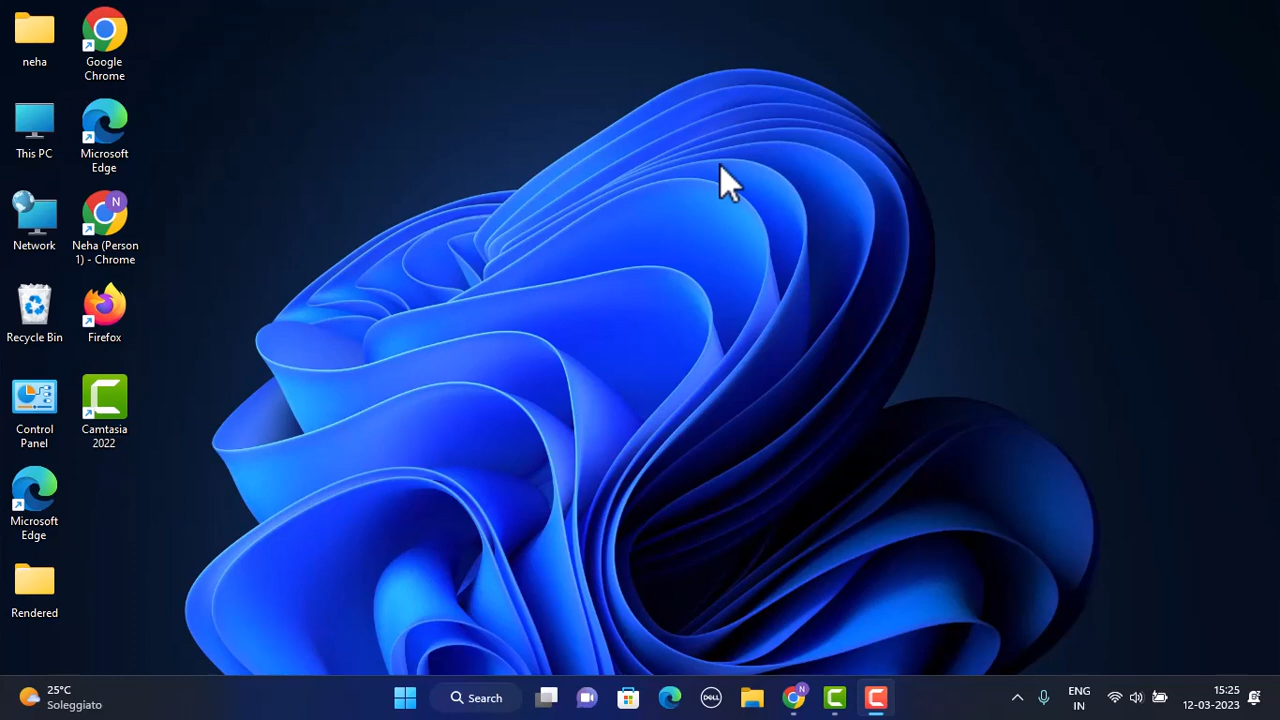 neha
Google
Chrome
This PC
Microsoft
Edge
Network
N
Neha (Person
1) - Chrome
Recycle Bin
Firefox
Control
Panel
Camtasia
2022
Microsoft
Edge
Rendered
25°C
Soleggiato
Search
DELL
N
ENG
IN
15:25
12-03-2023